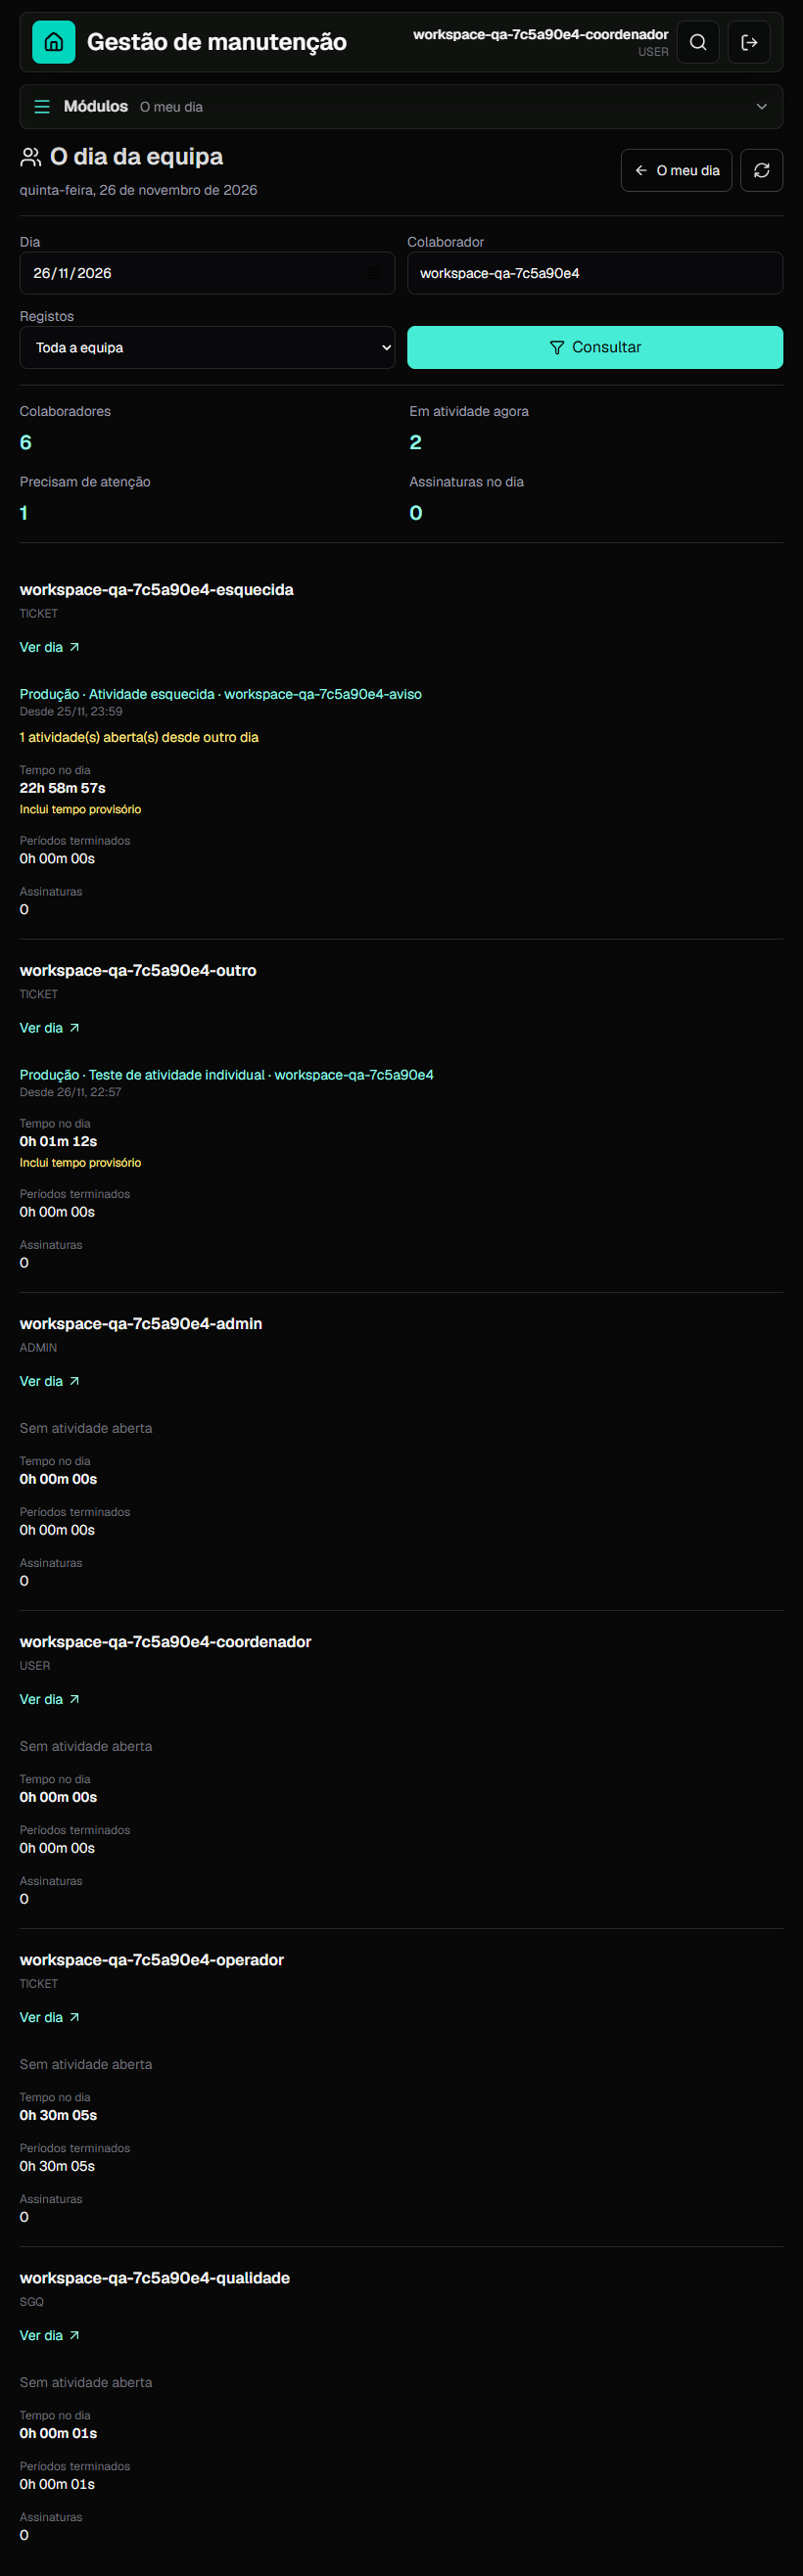 Gestão de manutenção
workspace-qa-7c5a90e4-coordenador
USER
Módulos O meu dia
O dia da equipa
quinta-feira, 26 de novembro de 2026
O meu dia
Dia
Colaborador
26/11/2026
workspace-qa-7c5a90e4
Registos
Toda a equipa
Consultar
Colaboradores
6
Em atividade agora
2
Precisam de atenção
1
Assinaturas no dia
0
workspace-qa-7c5a90e4-esquecida
TICKET
Ver dia
Produção · Atividade esquecida · workspace-qa-7c5a90e4-aviso
Desde 25/11, 23:59
1 atividade(s) aberta(s) desde outro dia
Tempo no dia
22h 58m 57s
Inclui tempo provisório
Períodos terminados
0h 00m 00s
Assinaturas
0
workspace-qa-7c5a90e4-outro
TICKET
Ver dia
Produção · Teste de atividade individual · workspace-qa-7c5a90e4
Desde 26/11, 22:57
Tempo no dia
0h 01m 12s
Inclui tempo provisório
Períodos terminados
0h 00m 00s
Assinaturas
0
workspace-qa-7c5a90e4-admin
ADMIN
Ver dia
Sem atividade aberta
Tempo no dia
0h 00m 00s
Períodos terminados
0h 00m 00s
Assinaturas
0
workspace-qa-7c5a90e4-coordenador
USER
Ver dia
Sem atividade aberta
Tempo no dia
0h 00m 00s
Períodos terminados
0h 00m 00s
Assinaturas
0
workspace-qa-7c5a90e4-operador
TICKET
Ver dia
Sem atividade aberta
Tempo no dia
0h 30m 05s
Períodos terminados
0h 30m 05s
Assinaturas
0
workspace-qa-7c5a90e4-qualidade
SGQ
Ver dia
Sem atividade aberta
Tempo no dia
0h 00m 01s
Períodos terminados
0h 00m 01s
Assinaturas
0